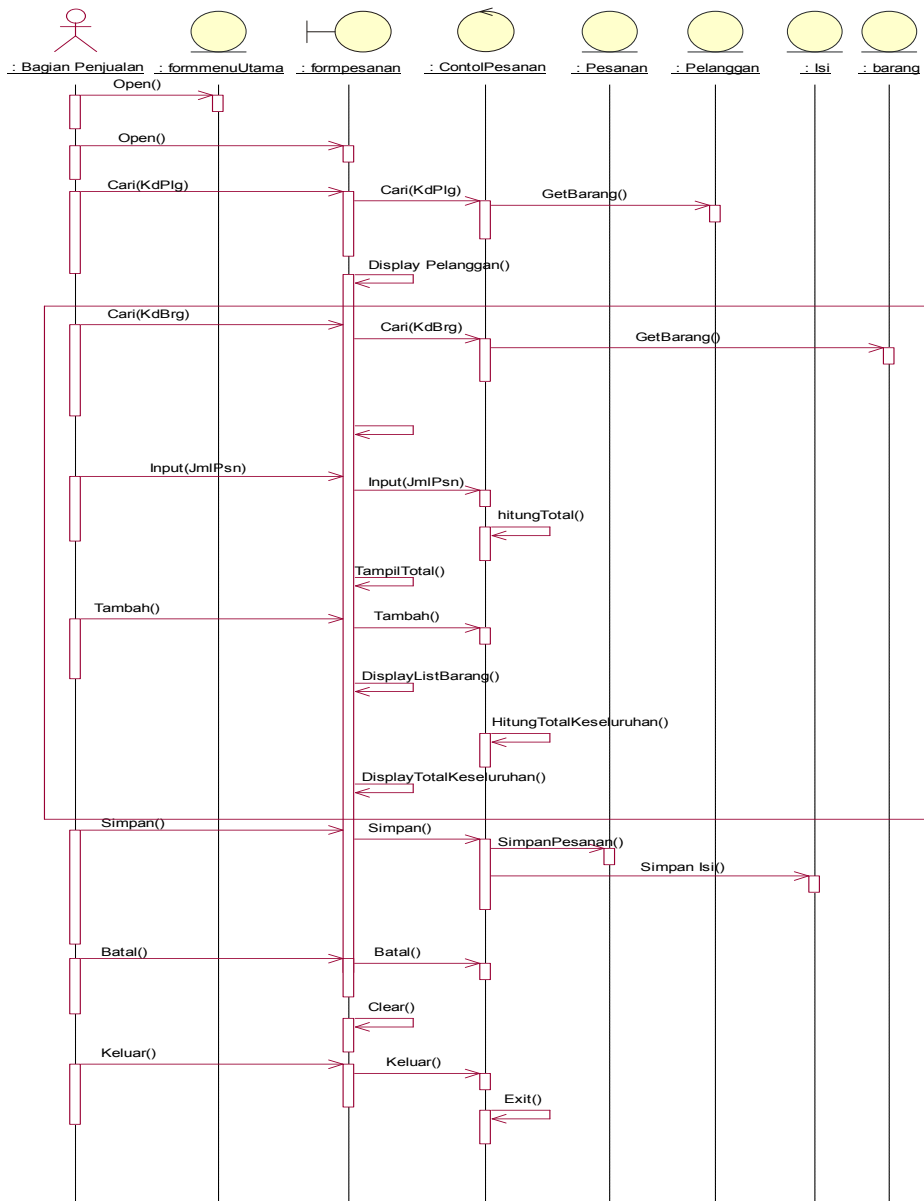 : Bagian Penjualan
: formmenuUtama
: formpesanan
: ContolPesanan
: Pesanan
: Pelanggan
: Isi
: barang
Open()
Open()
Cari(KdPlg)
Cari(KdPlg)
GetBarang()
Display Pelanggan()
Cari(KdBrg)
Cari(KdBrg)
GetBarang()
Input(JmlPsn)
Input(JmlPsn)
hitungTotal()
TampilTotal()
Tambah()
Tambah()
DisplayListBarang()
HitungTotalKeseluruhan()
DisplayTotalKeseluruhan()
Simpan()
Simpan()
SimpanPesanan()
Simpan Isi()
Batal()
Batal()
Clear()
Keluar()
Keluar()
Exit()